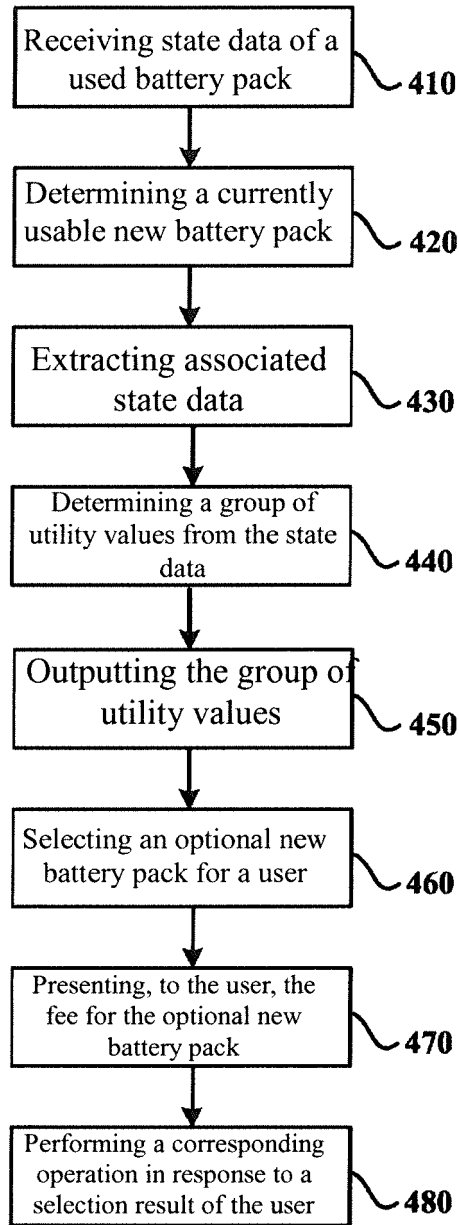 Receiving state data of a
used battery pack
410
Determining a currently
usable new battery pack
420
Extracting associated
state data
430
Determining a group of
utility values from the state
data
440
Outputting the group of
utility values
450
Selecting an optional new
battery pack for a user
460
Presenting, to the user, the
fee for the optional new
battery pack
470
Performing a corresponding
operation in response to a
selection result of the user
480